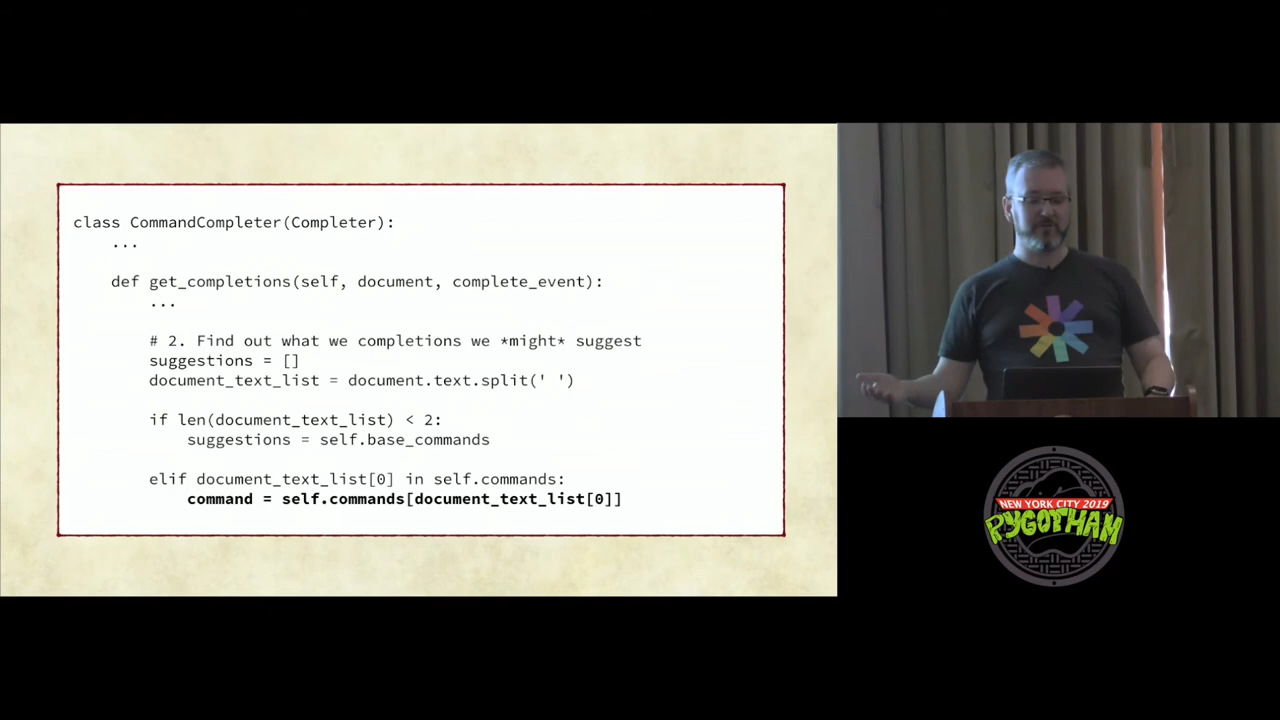 class CommandCompleter(Completer):
...
def get_completions(self, document, complete_event):
...
# 2. Find out what we completions we *might* suggest
suggestions = []
document_text_list = document.text.split(' ')
if len(document_text_list) < 2:
suggestions = self.base_commands
elif document_text_list[0] in self.commands:
command = self.commands[document_text_list[0]]
NEW YORK CITY 2019
PYGOTHAM